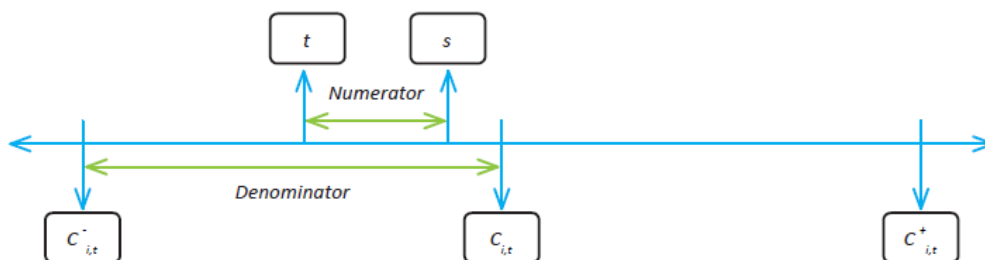 t
s
Numerator
Denominator
C⁻i,t
Ci,t
C⁺i,t